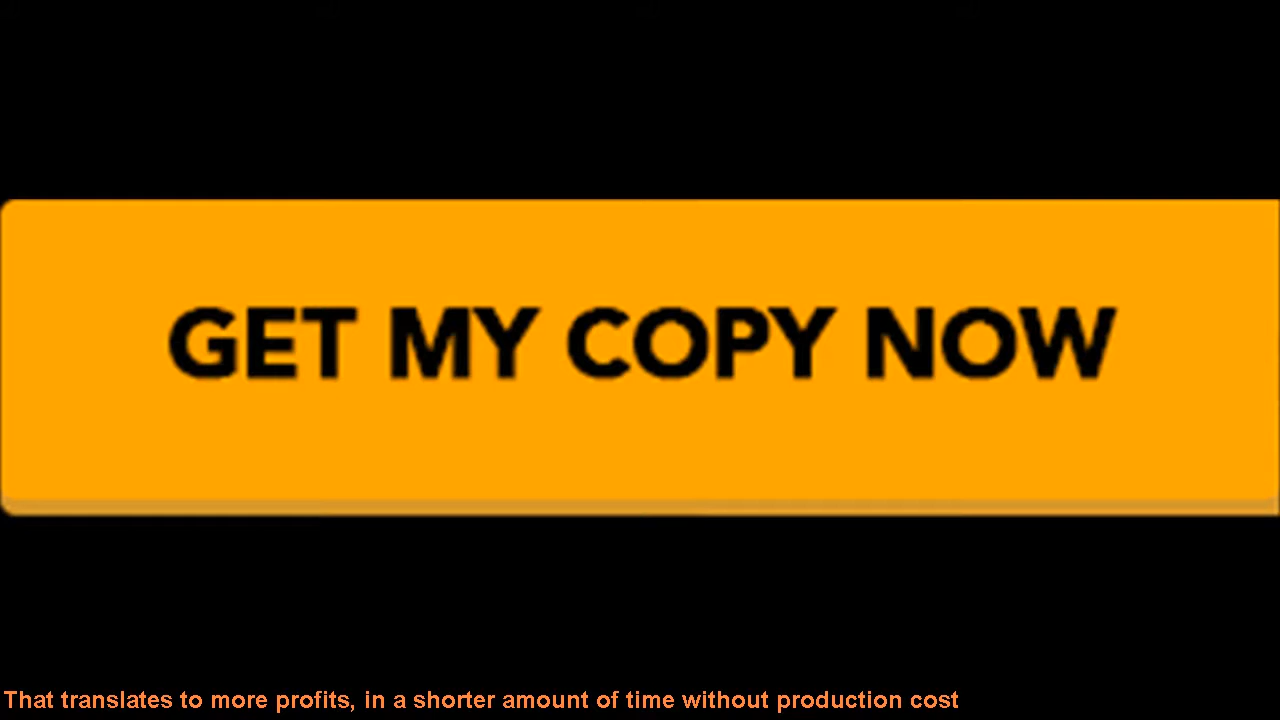 GET MY COPY NOW
That translates to more profits, in a shorter amount of time without production cost